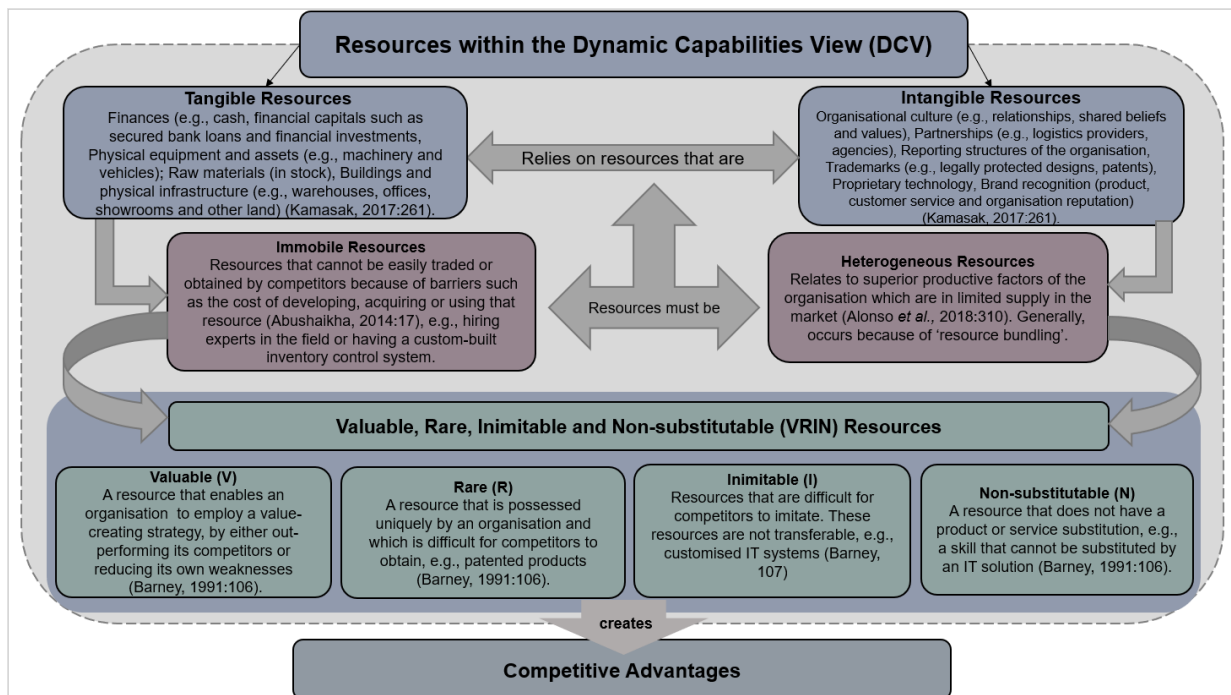 Resources within the Dynamic Capabilities View (DCV)
Tangible Resources
Finances (e.g., cash, financial capitals such as
secured bank loans and financial investments,
Physical equipment and assets (e.g., machinery and
vehicles); Raw materials (in stock), Buildings and
physical infrastructure (e.g., warehouses, offices,
showrooms and other land) (Kamasak, 2017:261).
Relies on resources that are
Intangible Resources
Organisational culture (e.g., relationships, shared beliefs
and values), Partnerships (e.g., logistics providers,
agencies), Reporting structures of the organisation,
Trademarks (e.g., legally protected designs, patents),
Proprietary technology, Brand recognition (product,
customer service and organisation reputation)
(Kamasak, 2017:261).
Immobile Resources
Resources that cannot be easily traded or
obtained by competitors because of barriers such
as the cost of developing, acquiring or using that
resource (Abushaikha, 2014:17), e.g., hiring
experts in the field or having a custom-built
inventory control system.
Resources must be
Heterogeneous Resources
Relates to superior productive factors of the
organisation which are in limited supply in the
market (Alonso et al., 2018:310). Generally,
occurs because of ‘resource bundling’.
Valuable, Rare, Inimitable and Non-substitutable (VRIN) Resources
Valuable (V)
A resource that enables an
organisation to employ a value-
creating strategy, by either out-
performing its competitors or
reducing its own weaknesses
(Barney, 1991:106).
Rare (R)
A resource that is possessed
uniquely by an organisation and
which is difficult for competitors to
obtain, e.g., patented products
(Barney, 1991:106).
Inimitable (I)
Resources that are difficult for
competitors to imitate. These
resources are not transferable, e.g.,
customised IT systems (Barney,
107)
Non-substitutable (N)
A resource that does not have a
product or service substitution, e.g.,
a skill that cannot be substituted by
an IT solution (Barney, 1991:106).
creates
Competitive Advantages